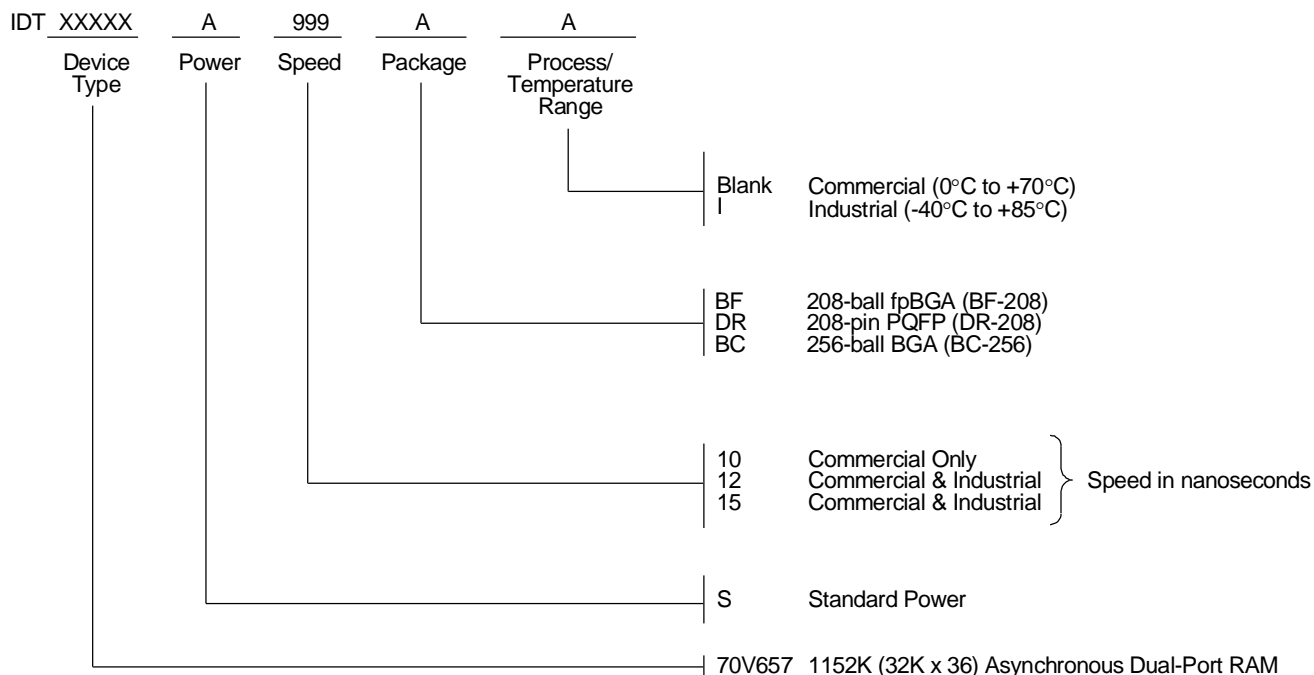 IDT XXXXX A 999 A A
Device Type Power Speed Package Process/ Temperature Range
Blank Commercial (0°C to +70°C)
I Industrial (-40°C to +85°C)
BF 208-ball fpBGA (BF-208)
DR 208-pin PQFP (DR-208)
BC 256-ball BGA (BC-256)
10 Commercial Only
12 Commercial & Industrial
15 Commercial & Industrial
Speed in nanoseconds
S Standard Power
70V657 1152K (32K x 36) Asynchronous Dual-Port RAM